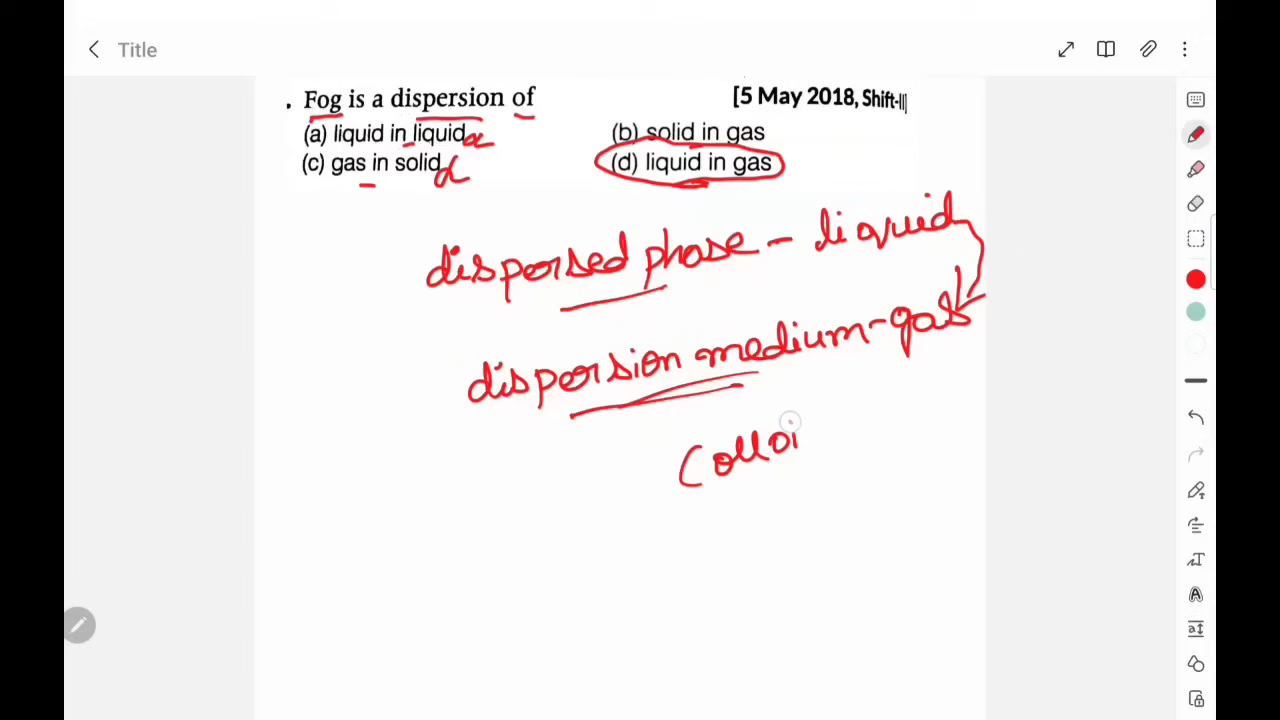 Title
. Fog is a dispersion of [5 May 2018, Shift-II]
(a) liquid in liquid (b) solid in gas
(c) gas in solid (d) liquid in gas
dispersed phase - liquid
dispersion medium - gas
Colloi